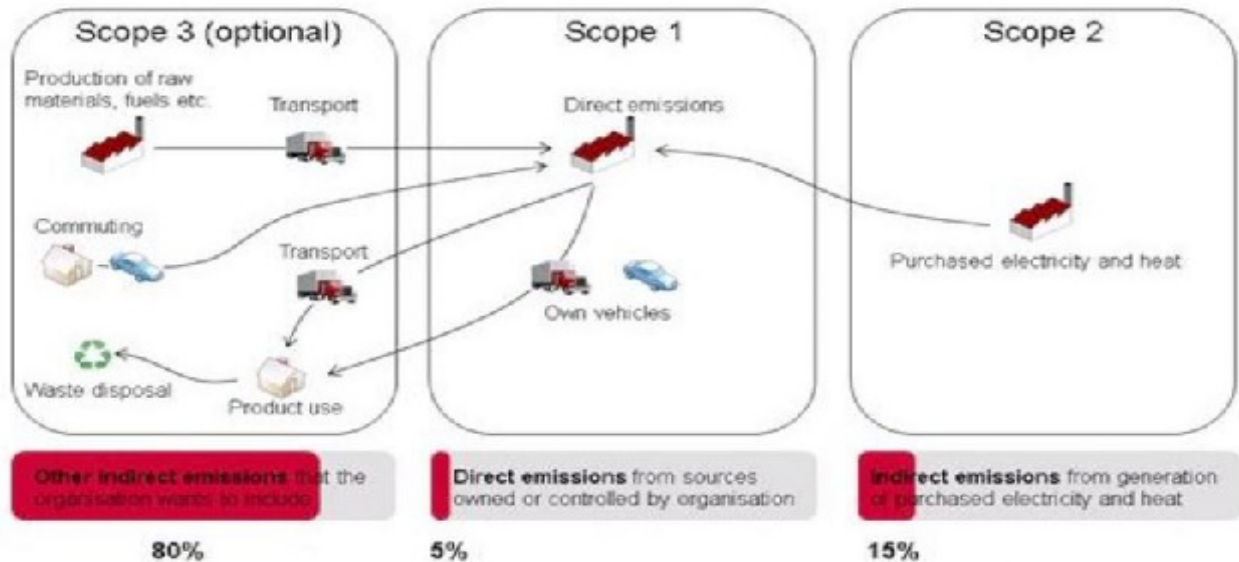 Scope 3 (optional)
Production of raw
materials, fuels etc.
Transport
Commuting
Transport
Waste disposal
Product use
Other indirect emissions that the
organisation wants to include
80%
Scope 1
Direct emissions
Own vehicles
Direct emissions from sources
owned or controlled by organisation
5%
Scope 2
Purchased electricity and heat
Indirect emissions from generation
of purchased electricity and heat
15%